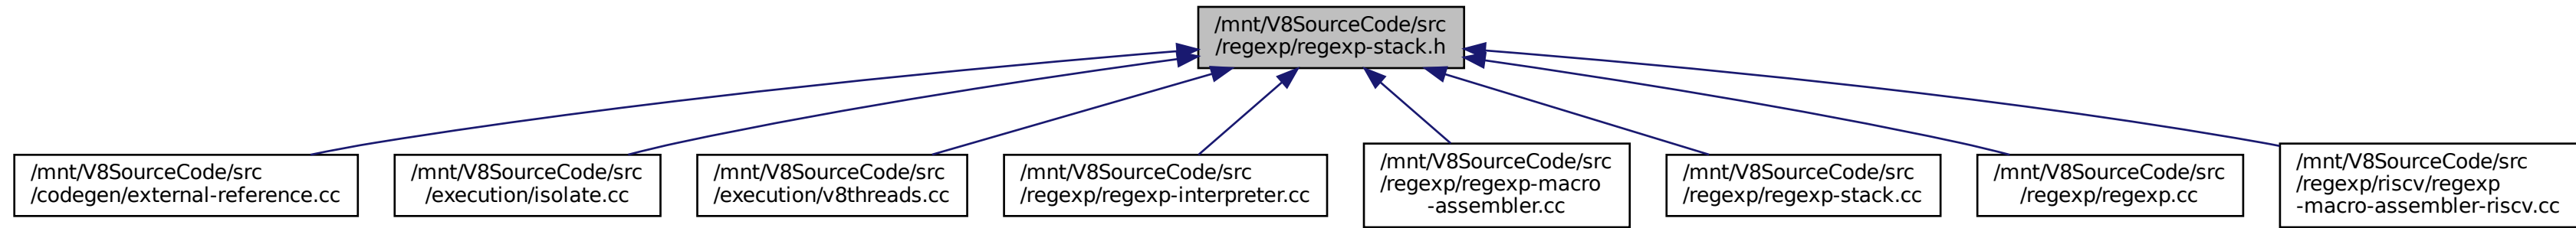 /mnt/V8SourceCode/src
/regexp/regexp-stack.h
/mnt/V8SourceCode/src
/codegen/external-reference.cc
/mnt/V8SourceCode/src
/execution/isolate.cc
/mnt/V8SourceCode/src
/execution/v8threads.cc
/mnt/V8SourceCode/src
/regexp/regexp-interpreter.cc
/mnt/V8SourceCode/src
/regexp/regexp-macro
-assembler.cc
/mnt/V8SourceCode/src
/regexp/regexp-stack.cc
/mnt/V8SourceCode/src
/regexp/regexp.cc
/mnt/V8SourceCode/src
/regexp/riscv/regexp
-macro-assembler-riscv.cc